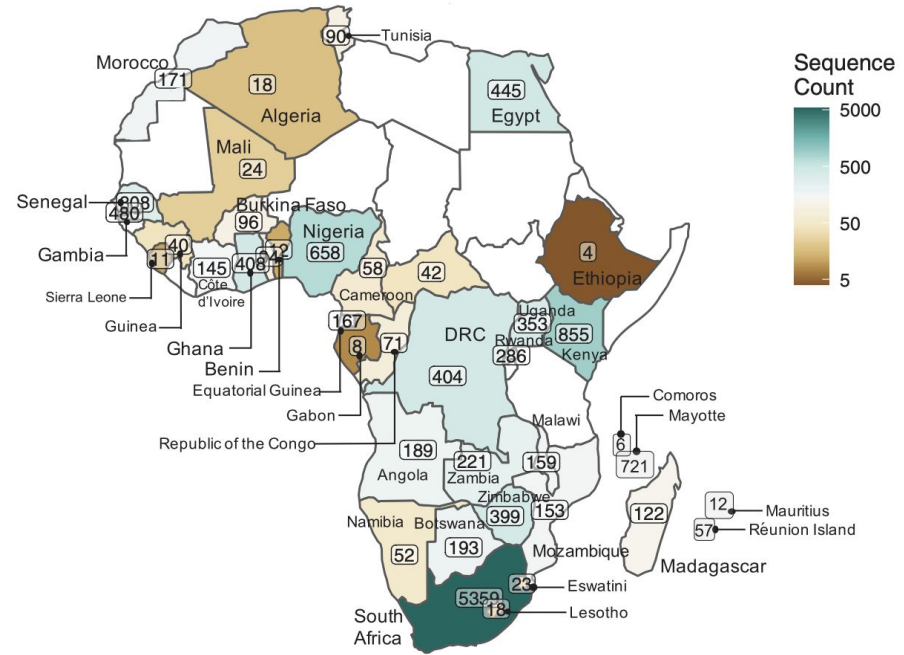 Tunisia
90
Morocco
171
18
Algeria
445
Egypt
Sequence
Count
5000
500
50
5
Mali
24
Senegal
480
Gambia
Burkina Faso
96
Nigeria
658
40
11
145
Côte
d'Ivoire
408
12
58
42
Cameroon
4
Ethiopia
Sierra Leone
Guinea
Ghana
Benin
Equatorial Guinea
Gabon
Republic of the Congo
167
8
71
DRC
404
Uganda
353
Rwanda
286
855
Kenya
Comoros
Mayotte
6
721
Malawi
159
189
Angola
221
Zambia
Zimbabwe
399
153
Mozambique
122
Madagascar
12
Mauritius
57
Réunion Island
Namibia
52
Botswana
193
23
Eswatini
5359
18
Lesotho
South
Africa